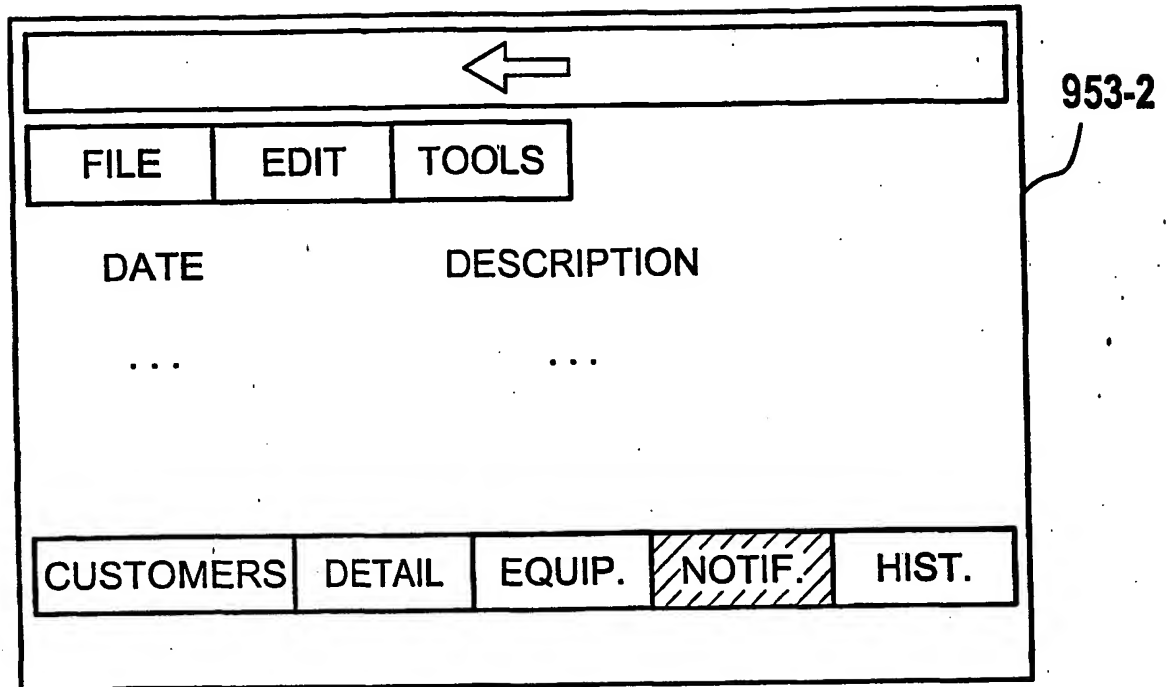 953-2
FILE EDIT TOOLS
DATE DESCRIPTION
... ...
CUSTOMERS DETAIL EQUIP. NOTIF. HIST.